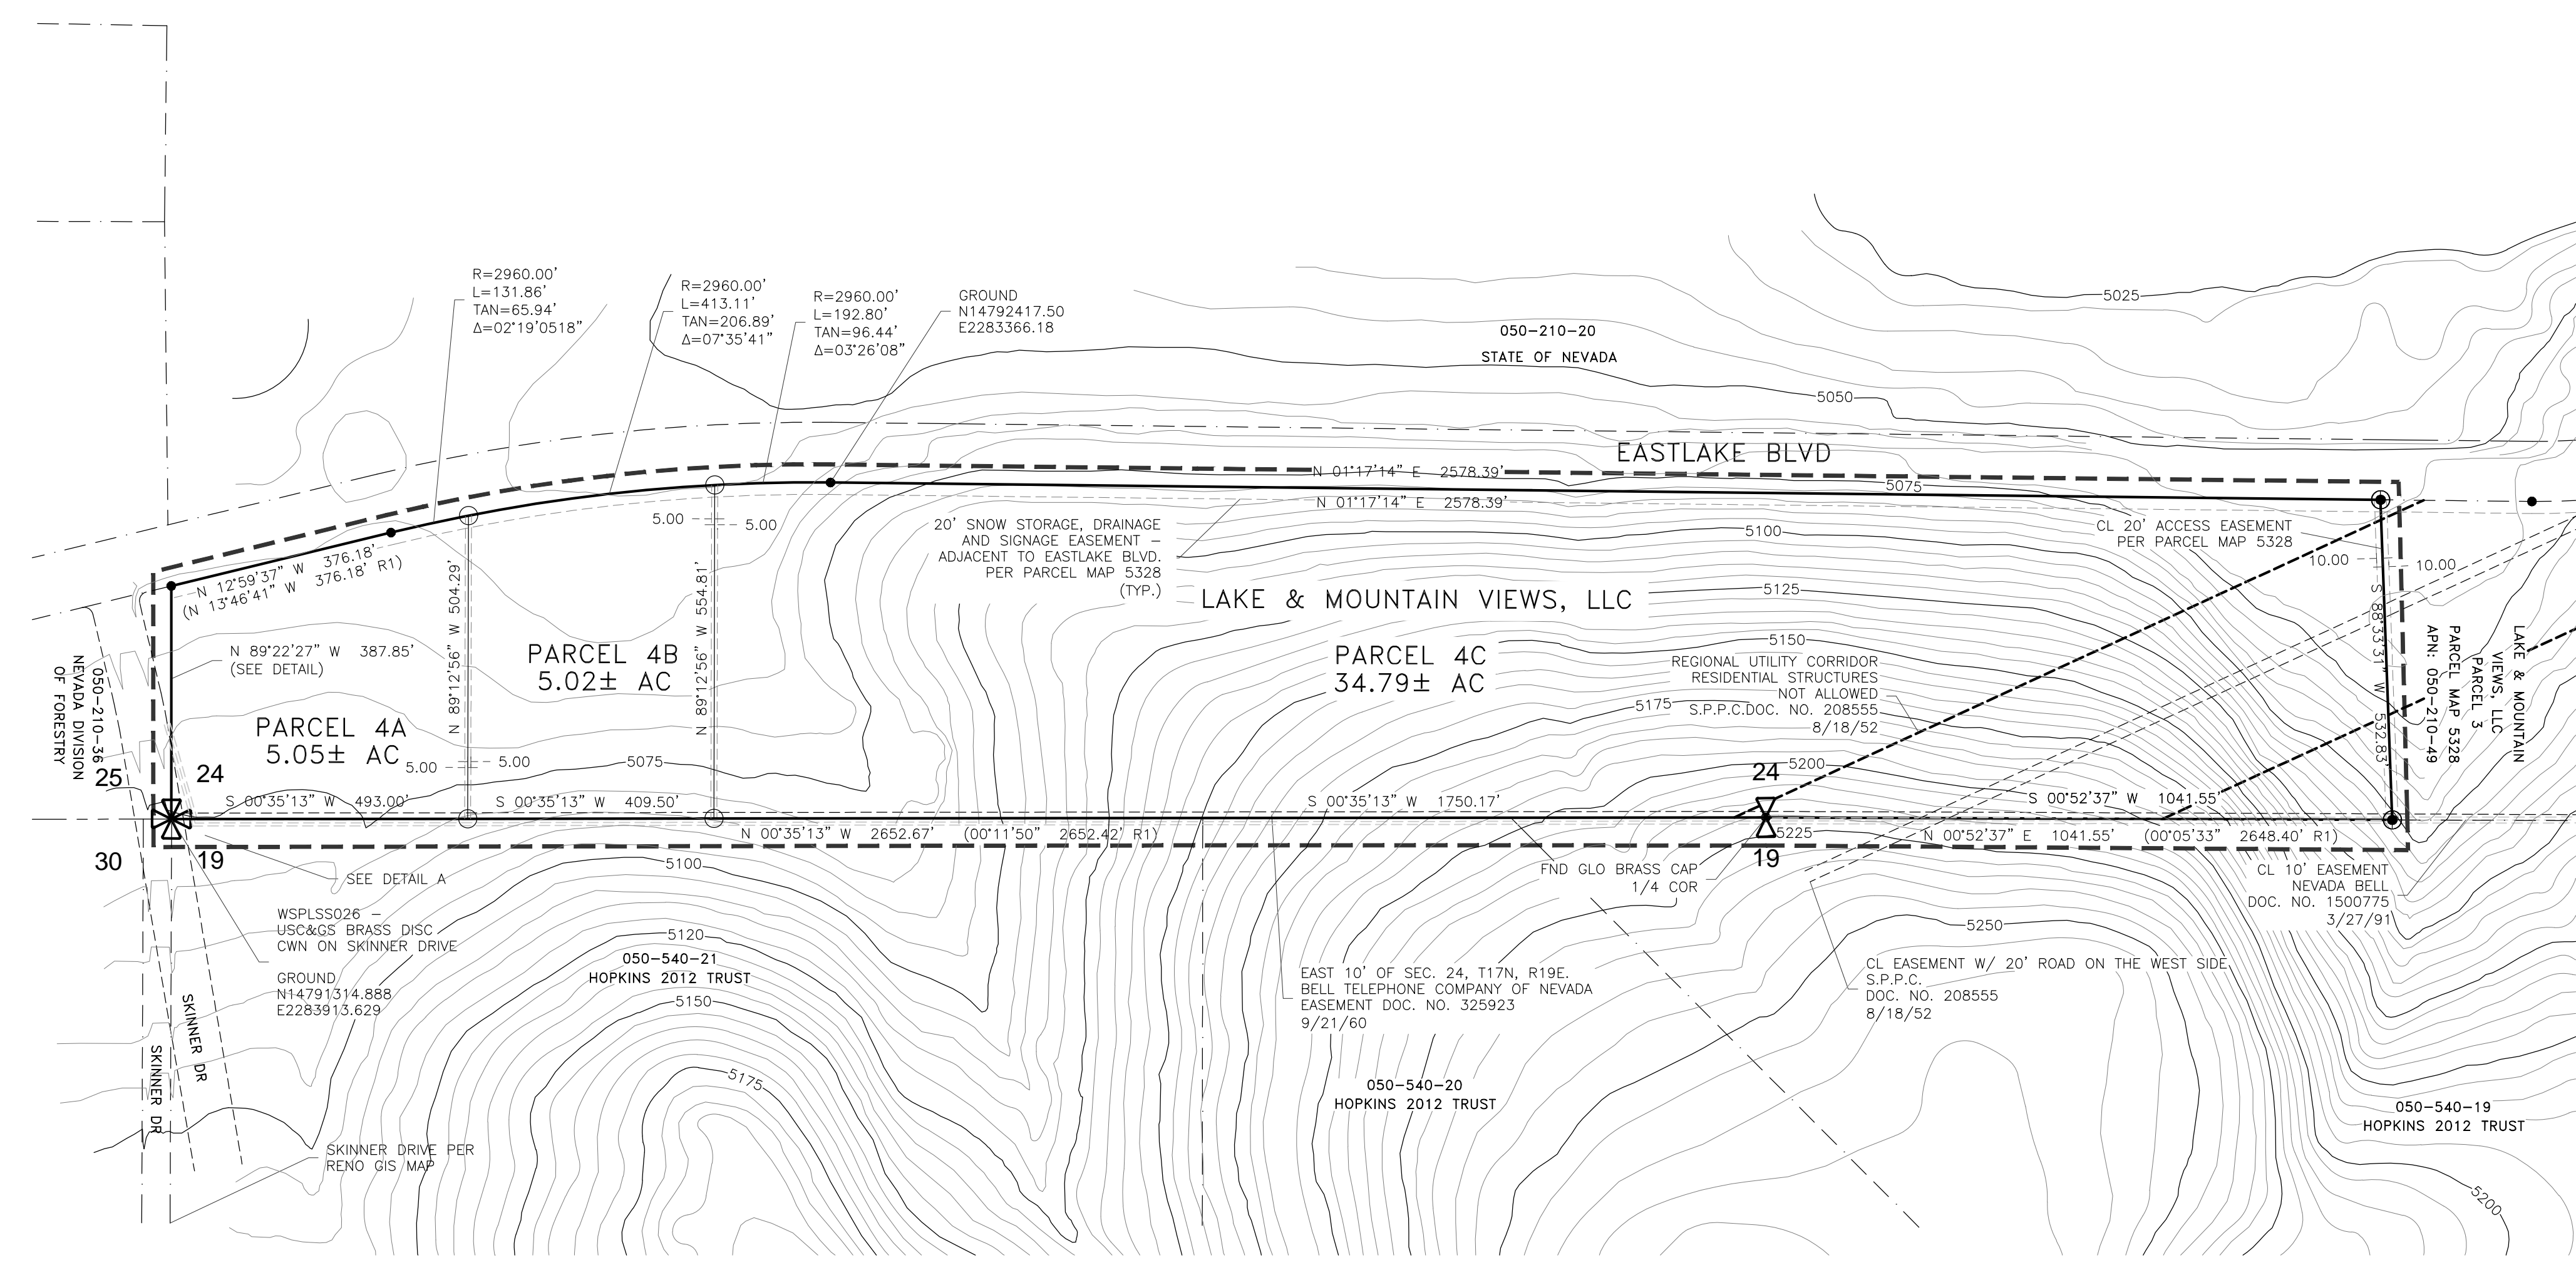 R=2960.00'
L=131.86'
TAN=65.94'
Δ=02°19'0518"
R=2960.00'
L=413.11'
TAN=206.89'
Δ=07°35'41"
R=2960.00'
L=192.80'
TAN=96.44'
Δ=03°26'08"
GROUND
N14792417.50
E2283366.18
050-210-20
STATE OF NEVADA
5025
5050
EASTLAKE BLVD
N 01°17'14" E 2578.39'
N 01°17'14" E 2578.39'
5075
5100
5125
5150
5175
5200
5225
20' SNOW STORAGE, DRAINAGE
AND SIGNAGE EASEMENT –
ADJACENT TO EASTLAKE BLVD.
PER PARCEL MAP 5328
(TYP.)
CL 20' ACCESS EASEMENT
PER PARCEL MAP 5328
10.00
10.00
5.00
5.00
N 12°59'37" W 376.18'
(N 13°46'41" W 376.18' R1)
N 89°22'27" W 387.85'
(SEE DETAIL)
N 89°12'56" W 504.29'
N 89°12'56" W 554.81'
S 88°33'31" W 532.83'
LAKE & MOUNTAIN VIEWS, LLC
PARCEL 4A
5.05± AC
PARCEL 4B
5.02± AC
PARCEL 4C
34.79± AC
5.00
5.00
5075
REGIONAL UTILITY CORRIDOR
RESIDENTIAL STRUCTURES
NOT ALLOWED
S.P.P.C.DOC. NO. 208555
8/18/52
LAKE & MOUNTAIN
VIEWS, LLC
PARCEL 3
PARCEL MAP 5328
APN: 050-210-49
050-210-36
NEVADA DIVISION
OF FORESTRY
25
24
30
19
24
19
S 00°35'13" W 493.00'
S 00°35'13" W 409.50'
S 00°35'13" W 1750.17'
S 00°52'37" W 1041.55'
N 00°35'13" W 2652.67' (00°11'50" 2652.42' R1)
N 00°52'37" E 1041.55' (00°05'33" 2648.40' R1)
SEE DETAIL A
FND GLO BRASS CAP
1/4 COR
CL 10' EASEMENT
NEVADA BELL
DOC. NO. 1500775
3/27/91
WSPLSS026 –
USC&GS BRASS DISC
CWN ON SKINNER DRIVE
GROUND
N14791314.888
E2283913.629
5100
5120
5150
5175
050-540-21
HOPKINS 2012 TRUST
EAST 10' OF SEC. 24, T17N, R19E.
BELL TELEPHONE COMPANY OF NEVADA
EASEMENT DOC. NO. 325923
9/21/60
5250
CL EASEMENT W/ 20' ROAD ON THE WEST SIDE
S.P.P.C.
DOC. NO. 208555
8/18/52
050-540-20
HOPKINS 2012 TRUST
050-540-19
HOPKINS 2012 TRUST
5200
SKINNER DR
SKINNER DR
SKINNER DRIVE PER
RENO GIS MAP